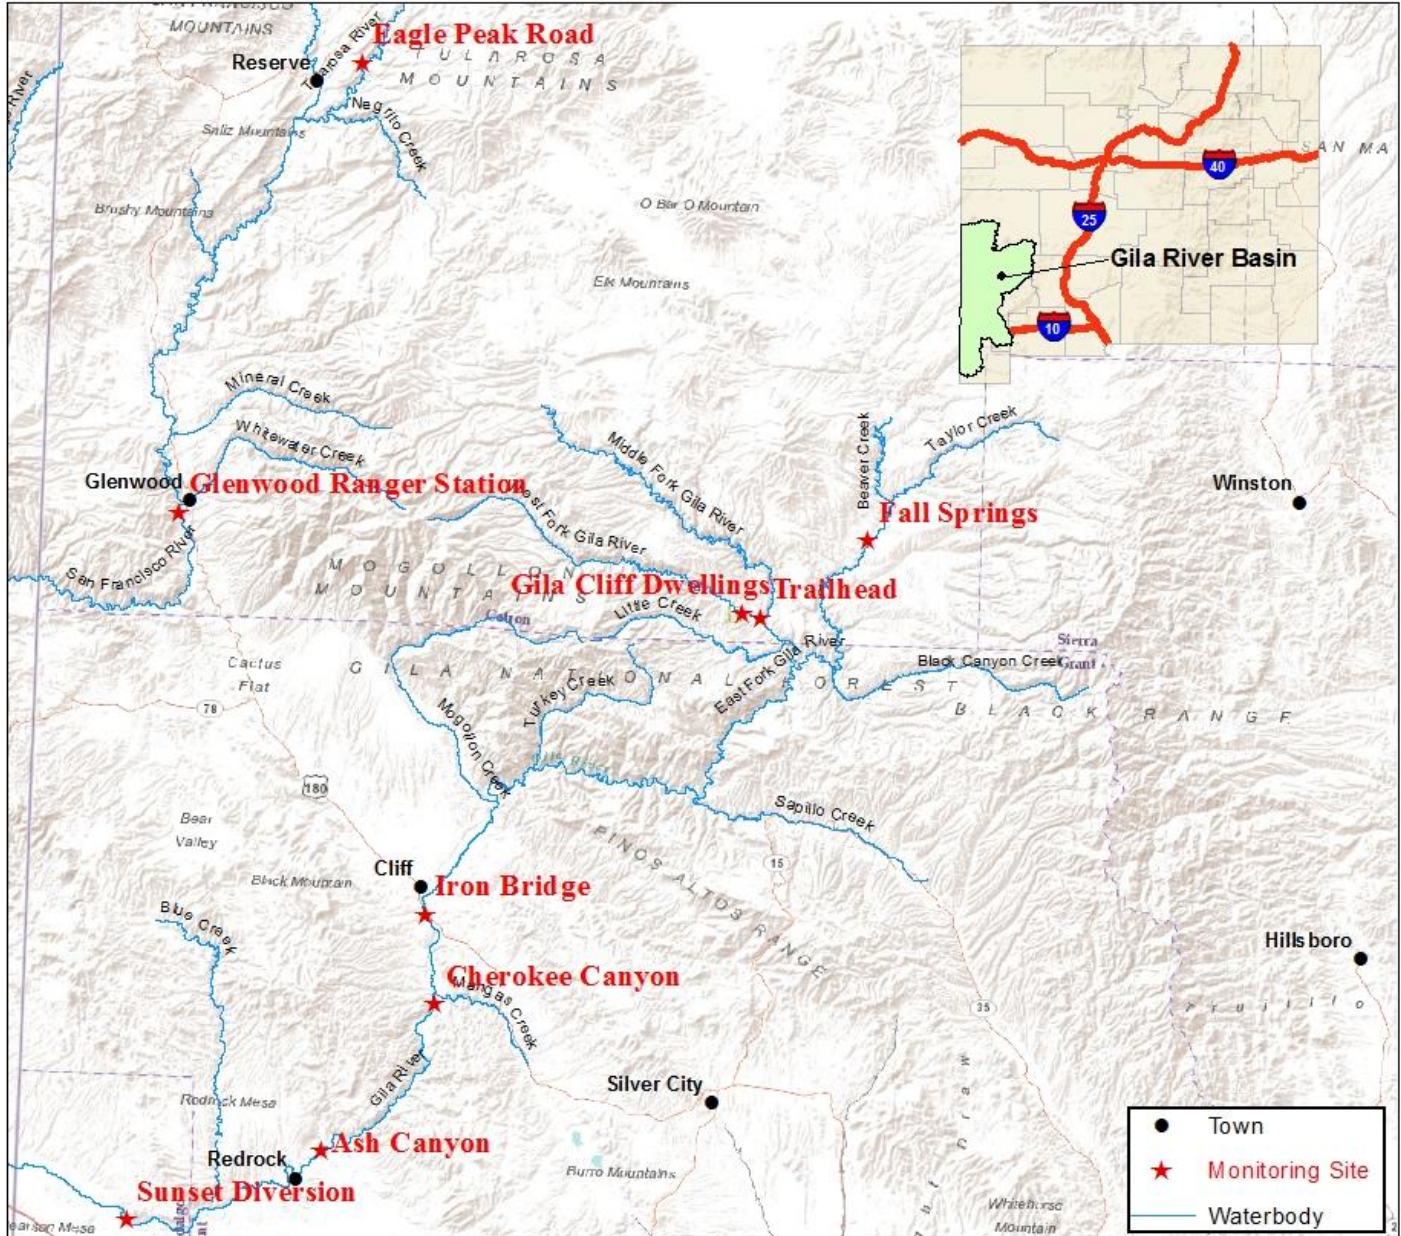 MOUNTAINS
Eagle Peak Road
Reserve
TULAROSA
MOUNTAINS
Negrito Creek
River
Saliz Mountains
SAN MA
40
Brushy Mountains
O Bar O Mountain
25
Gila River Basin
Elk Mountains
10
Mineral Creek
Whitewater Creek
Middle Fork Gila River
Beaver Creek
Taylor Creek
Glenwood
Glenwood Ranger Station
Winston
West Fork Gila River
Fall Springs
San Francisco River
MOGOLLON
MOUNTAINS
Gila Cliff Dwellings
Trailhead
Little Creek
Catron
Sierra
Grant
East Fork Gila River
Black Canyon Creek
Cactus
Flat
GILA NATIONAL FOREST
Turkey Creek
BLACK RANGE
78
Mogollon Creek
180
Sapillo Creek
Bear
Valley
PINOS ALTOS RANGE
15
Cliff
Iron Bridge
Black Mountain
Blue Creek
Hillsboro
Cherokee Canyon
Mangas Creek
35
Trujillo
Gila River
Silver City
Redrock Mesa
Ash Canyon
Redrock
Burro Mountains
Sunset Diversion
Whitehorse
Mountain
Town
Monitoring Site
Waterbody